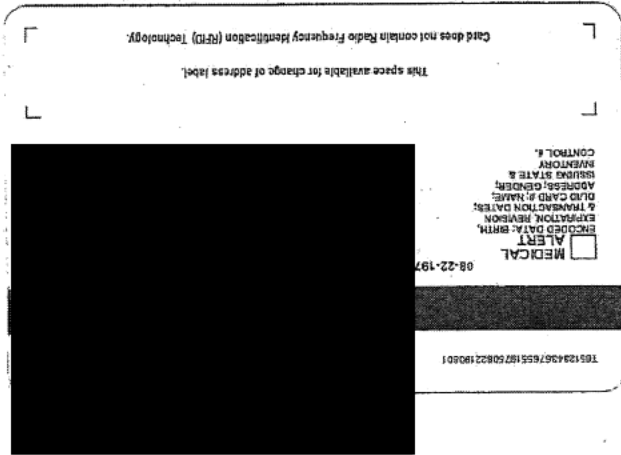 T65123436765519750822190801
08-22-197
MEDICAL
ALERT
ENCODED DATA: BIRTH,
EXPIRATION, REVISION
& TRANSACTION DATES;
DL/ID CARD #; NAME;
ADDRESS; GENDER;
ISSUING STATE &
INVENTORY
CONTROL #.
This space available for change of address label.
Card does not contain Radio Frequency Identification (RFID) Technology.